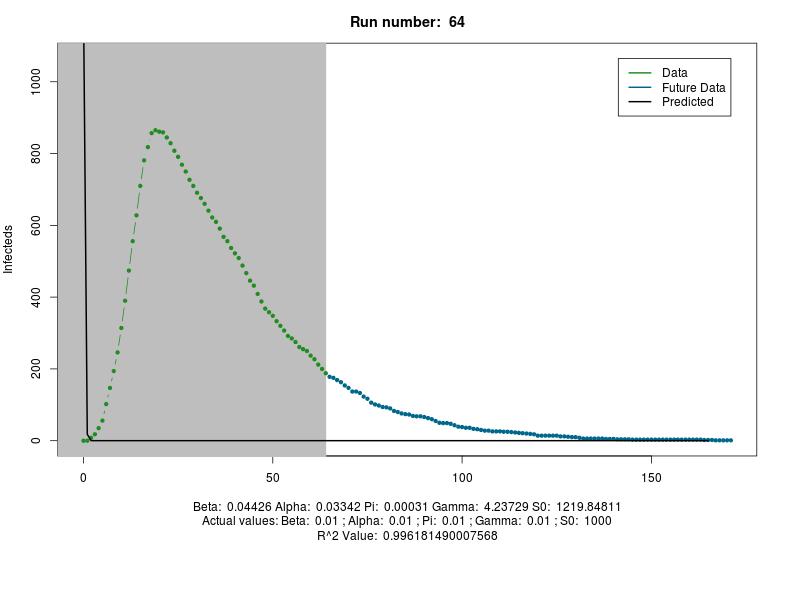 Run number: 64
Data
Future Data
Predicted
Infecteds
1000
800
600
400
200
0
0 50 100 150
Beta: 0.04426 Alpha: 0.03342 Pi: 0.00031 Gamma: 4.23729 S0: 1219.84811
Actual values: Beta: 0.01 ; Alpha: 0.01 ; Pi: 0.01 ; Gamma: 0.01 ; S0: 1000
R^2 Value: 0.996181490007568